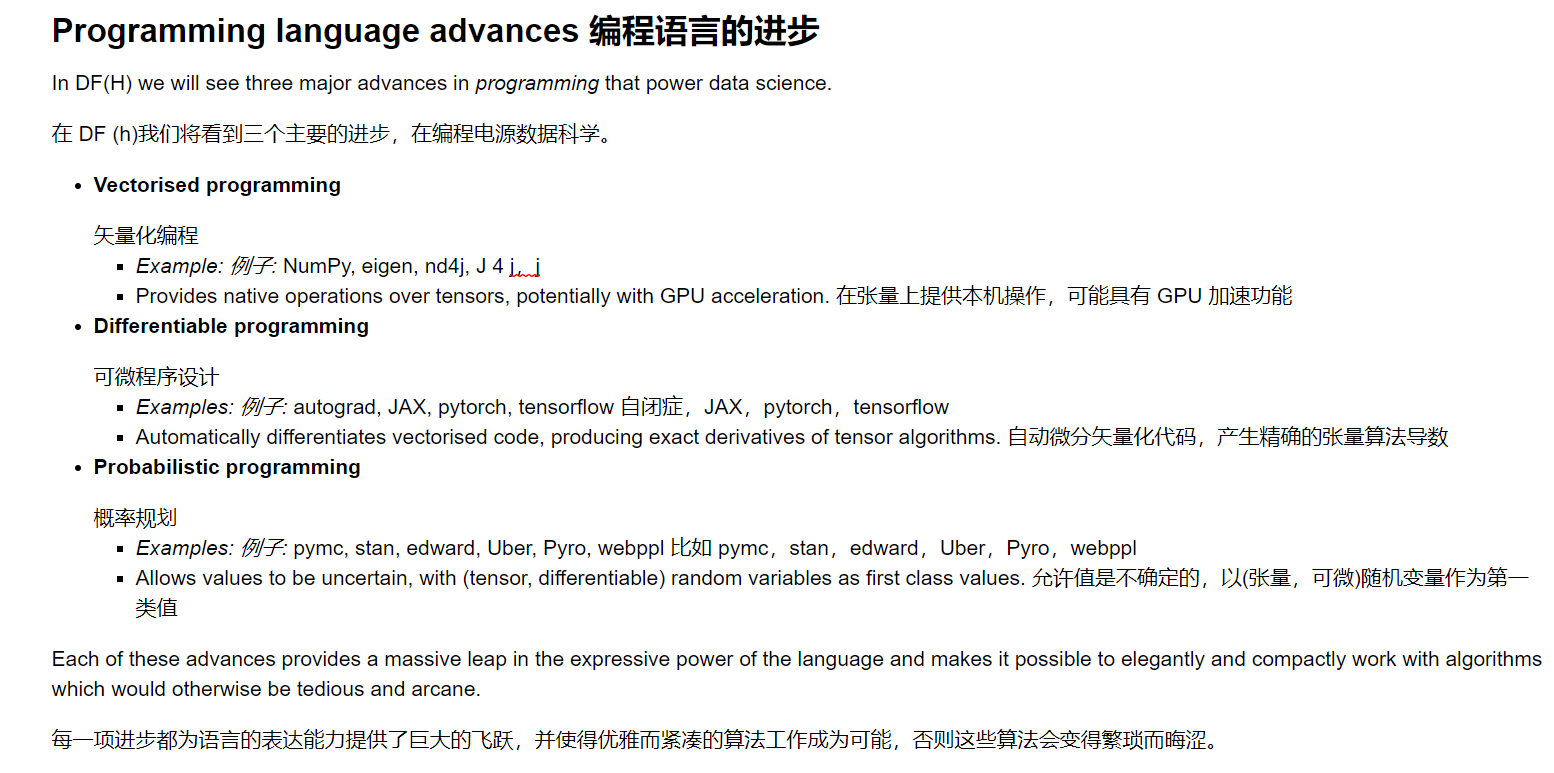 Programming language advances 编程语言的进步
In DF(H) we will see three major advances in programming that power data science.
在 DF (h)我们将看到三个主要的进步，在编程电源数据科学。
• Vectorised programming
矢量化编程
▪ Example: 例子: NumPy, eigen, nd4j, J 4 j，j
▪ Provides native operations over tensors, potentially with GPU acceleration. 在张量上提供本机操作，可能具有 GPU 加速功能
• Differentiable programming
可微程序设计
▪ Examples: 例子: autograd, JAX, pytorch, tensorflow 自闭症，JAX，pytorch，tensorflow
▪ Automatically differentiates vectorised code, producing exact derivatives of tensor algorithms. 自动微分矢量化代码，产生精确的张量算法导数
• Probabilistic programming
概率规划
▪ Examples: 例子: pymc, stan, edward, Uber, Pyro, webppl 比如 pymc，stan，edward，Uber，Pyro，webppl
▪ Allows values to be uncertain, with (tensor, differentiable) random variables as first class values. 允许值是不确定的，以(张量，可微)随机变量作为第一
类值
Each of these advances provides a massive leap in the expressive power of the language and makes it possible to elegantly and compactly work with algorithms
which would otherwise be tedious and arcane.
每一项进步都为语言的表达能力提供了巨大的飞跃，并使得优雅而紧凑的算法工作成为可能，否则这些算法会变得繁琐而晦涩。